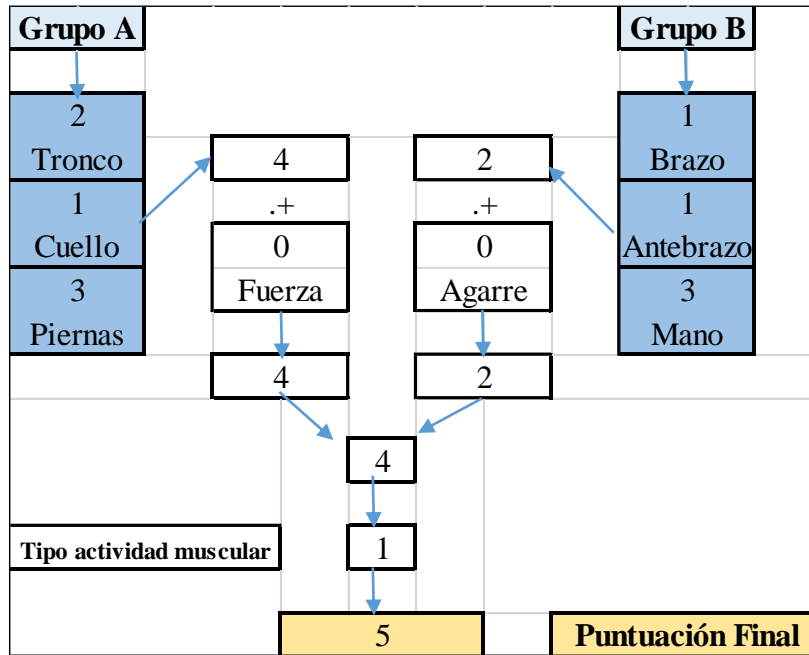 Grupo A
Grupo B
2
Tronco
1
Cuello
3
Piernas
4
.+
0
Fuerza
4
2
.+
0
Agarre
2
1
Brazo
1
Antebrazo
3
Mano
4
Tipo actividad muscular
1
5
Puntuación Final